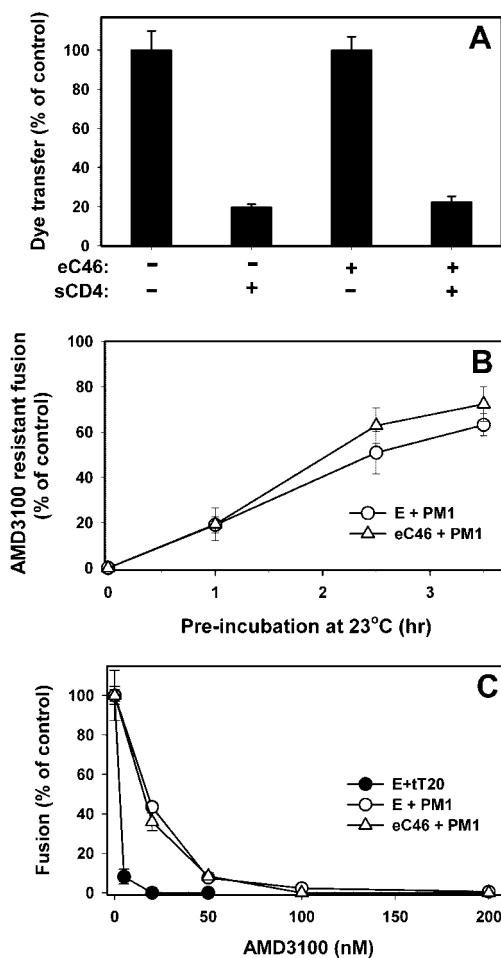 A
Dye transfer (% of control)
100
80
60
40
20
0
eC46: - - + +
sCD4: - + - +
B
AMD3100 resistant fusion
(% of control)
100
80
60
40
20
0
E + PM1
eC46 + PM1
0 1 2 3
Pre-incubation at 23°C (hr)
C
Fusion (% of control)
100
80
60
40
20
0
E+tT20
E + PM1
eC46 + PM1
0 50 100 150 200
AMD3100 (nM)